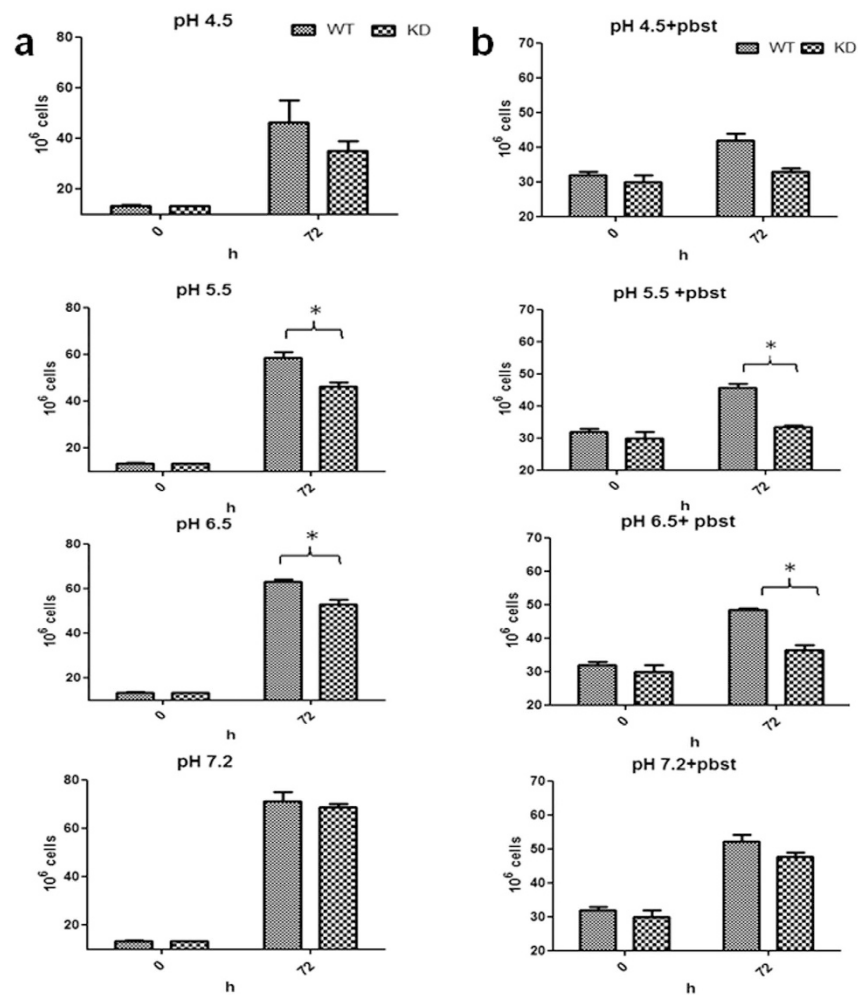 a
pH 4.5
WT KD
80
60
40
20
10⁶ cells
0 72
h
pH 5.5
*
80
60
40
20
10⁶ cells
0 72
h
pH 6.5
*
80
60
40
20
10⁶ cells
0 72
h
pH 7.2
80
60
40
20
10⁶ cells
0 72
h
b
pH 4.5+pbst
WT KD
70
60
50
40
30
20
10⁶ cells
0 72
h
pH 5.5 +pbst
*
70
60
50
40
30
20
10⁶ cells
0 72
h
pH 6.5+ pbst
*
70
60
50
40
30
20
10⁶ cells
0 72
h
pH 7.2+pbst
70
60
50
40
30
20
10⁶ cells
0 72
h